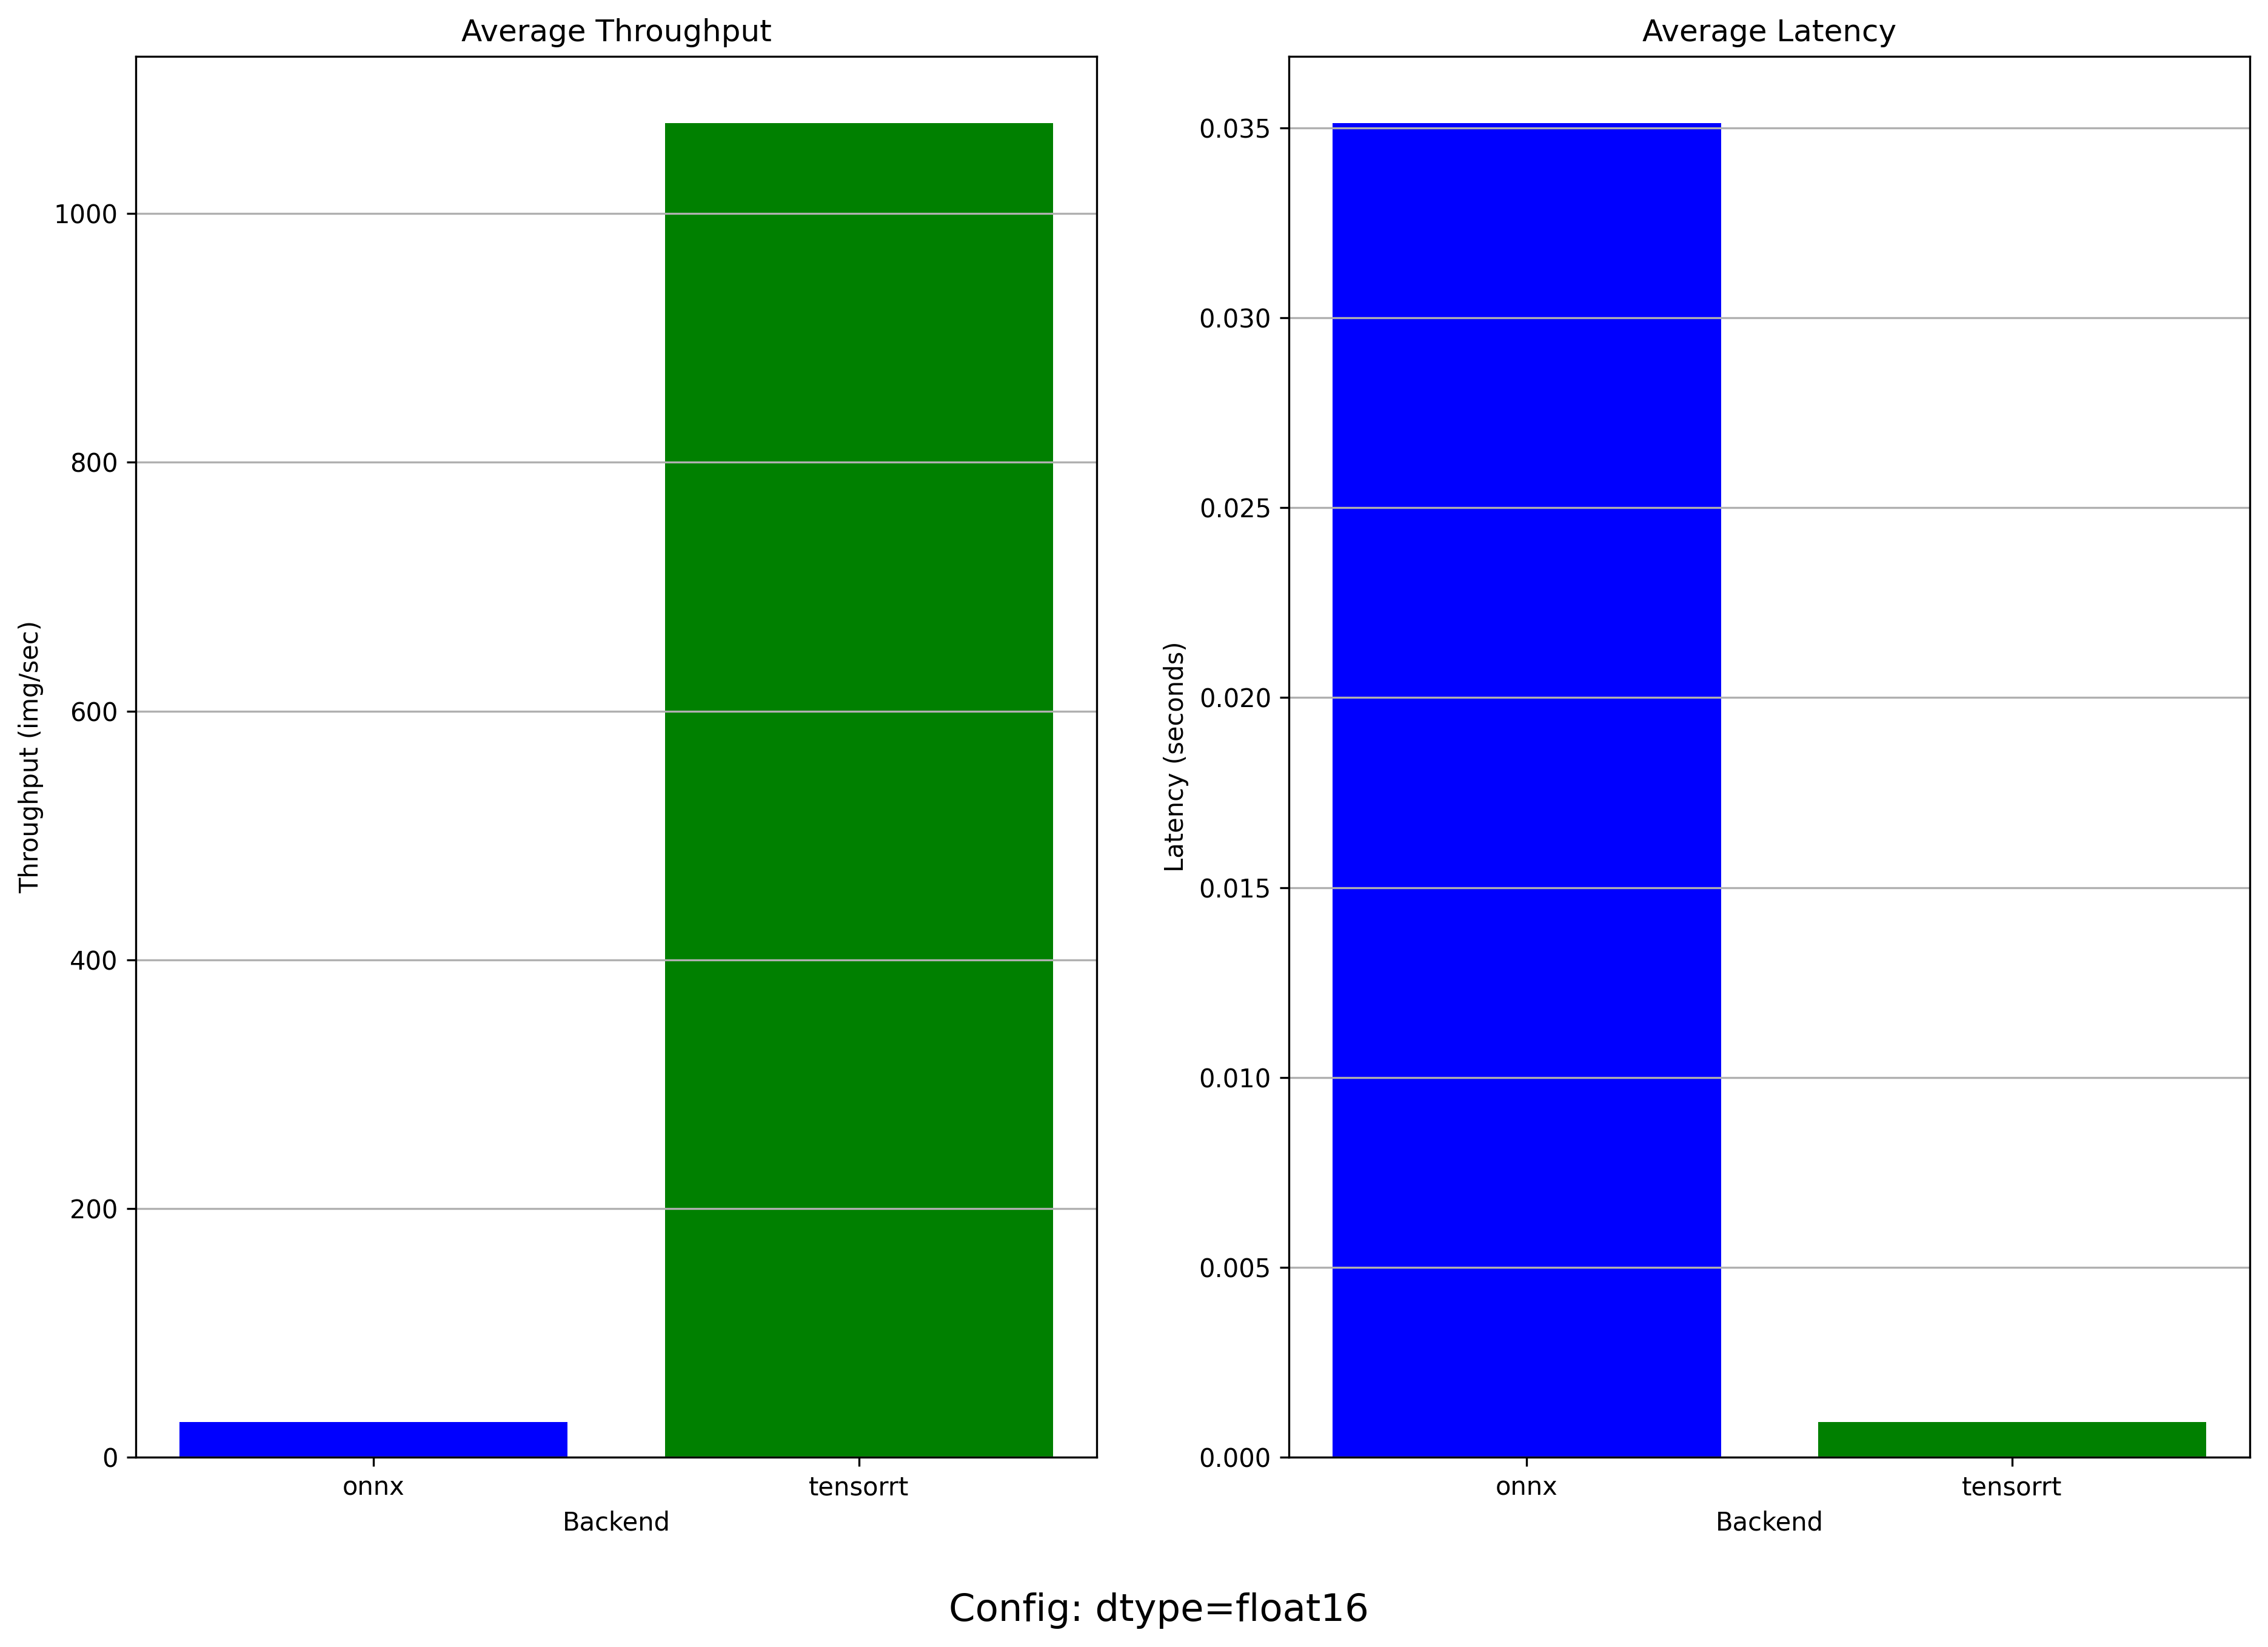 Average Throughput
Throughput (img/sec)
1000
800
600
400
200
0
onnx tensorrt
Backend
Average Latency
Latency (seconds)
0.035
0.030
0.025
0.020
0.015
0.010
0.005
0.000
onnx tensorrt
Backend
Config: dtype=float16